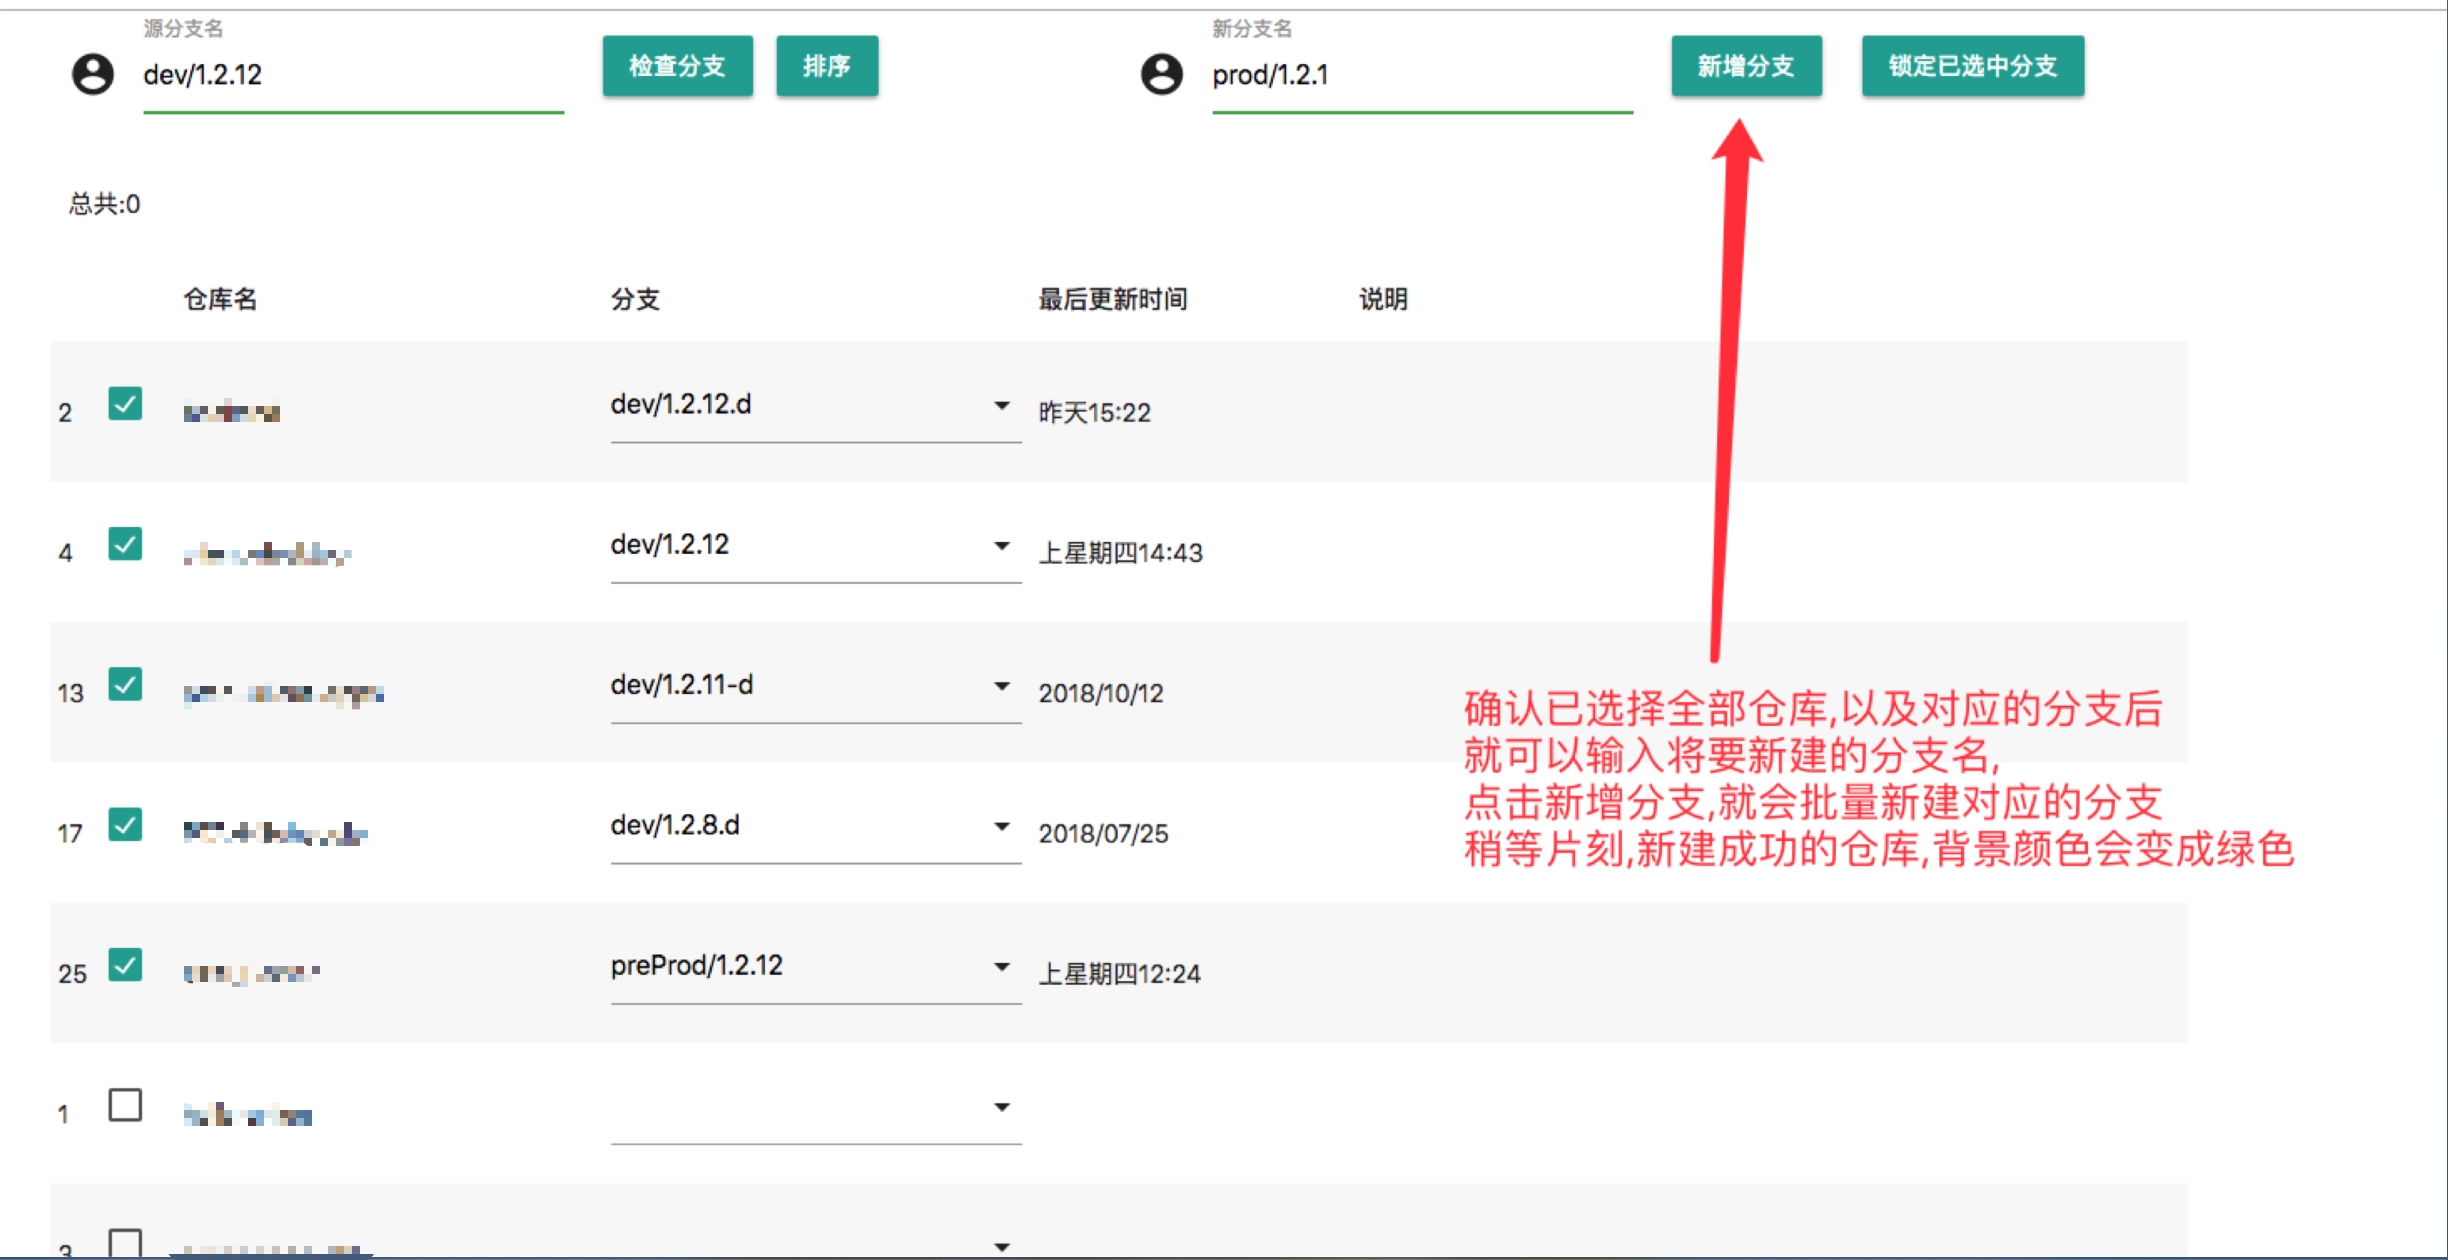 源分支名
dev/1.2.12
检查分支
排序
新分支名
prod/1.2.1
新增分支
锁定已选中分支
总共:0
仓库名 分支 最后更新时间 说明
2 dev/1.2.12.d 昨天15:22
4 dev/1.2.12 上星期四14:43
13 dev/1.2.11-d 2018/10/12
17 dev/1.2.8.d 2018/07/25
25 preProd/1.2.12 上星期四12:24
1
3
确认已选择全部仓库,以及对应的分支后
就可以输入将要新建的分支名,
点击新增分支,就会批量新建对应的分支
稍等片刻,新建成功的仓库,背景颜色会变成绿色